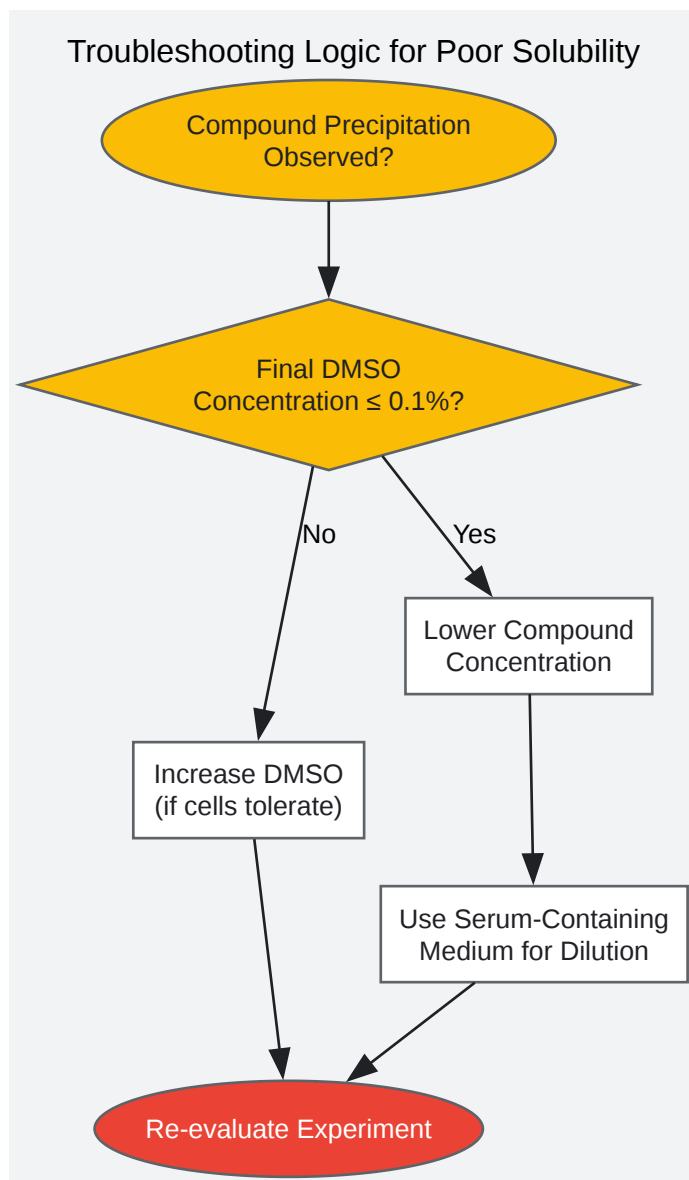 Troubleshooting Logic for Poor Solubility
Compound Precipitation
Observed?
Final DMSO
Concentration ≤ 0.1%?
No
Yes
Lower Compound
Concentration
Increase DMSO
(if cells tolerate)
Use Serum-Containing
Medium for Dilution
Re-evaluate Experiment